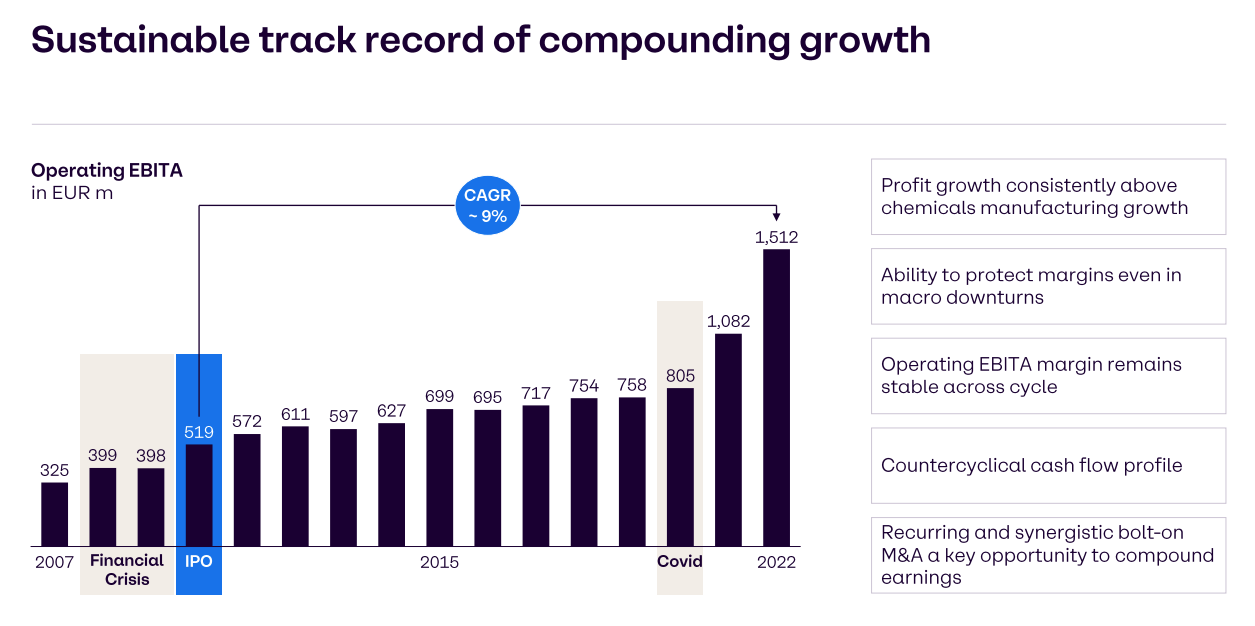 Sustainable track record of compounding growth
Operating EBITA
in EUR m
CAGR
~ 9%
325
399
398
519
572
611
597
627
699
695
717
754
758
805
1,082
1,512
2007
Financial
Crisis
IPO
2015
Covid
2022
Profit growth consistently above
chemicals manufacturing growth
Ability to protect margins even in
macro downturns
Operating EBITA margin remains
stable across cycle
Countercyclical cash flow profile
Recurring and synergistic bolt-on
M&A a key opportunity to compound
earnings